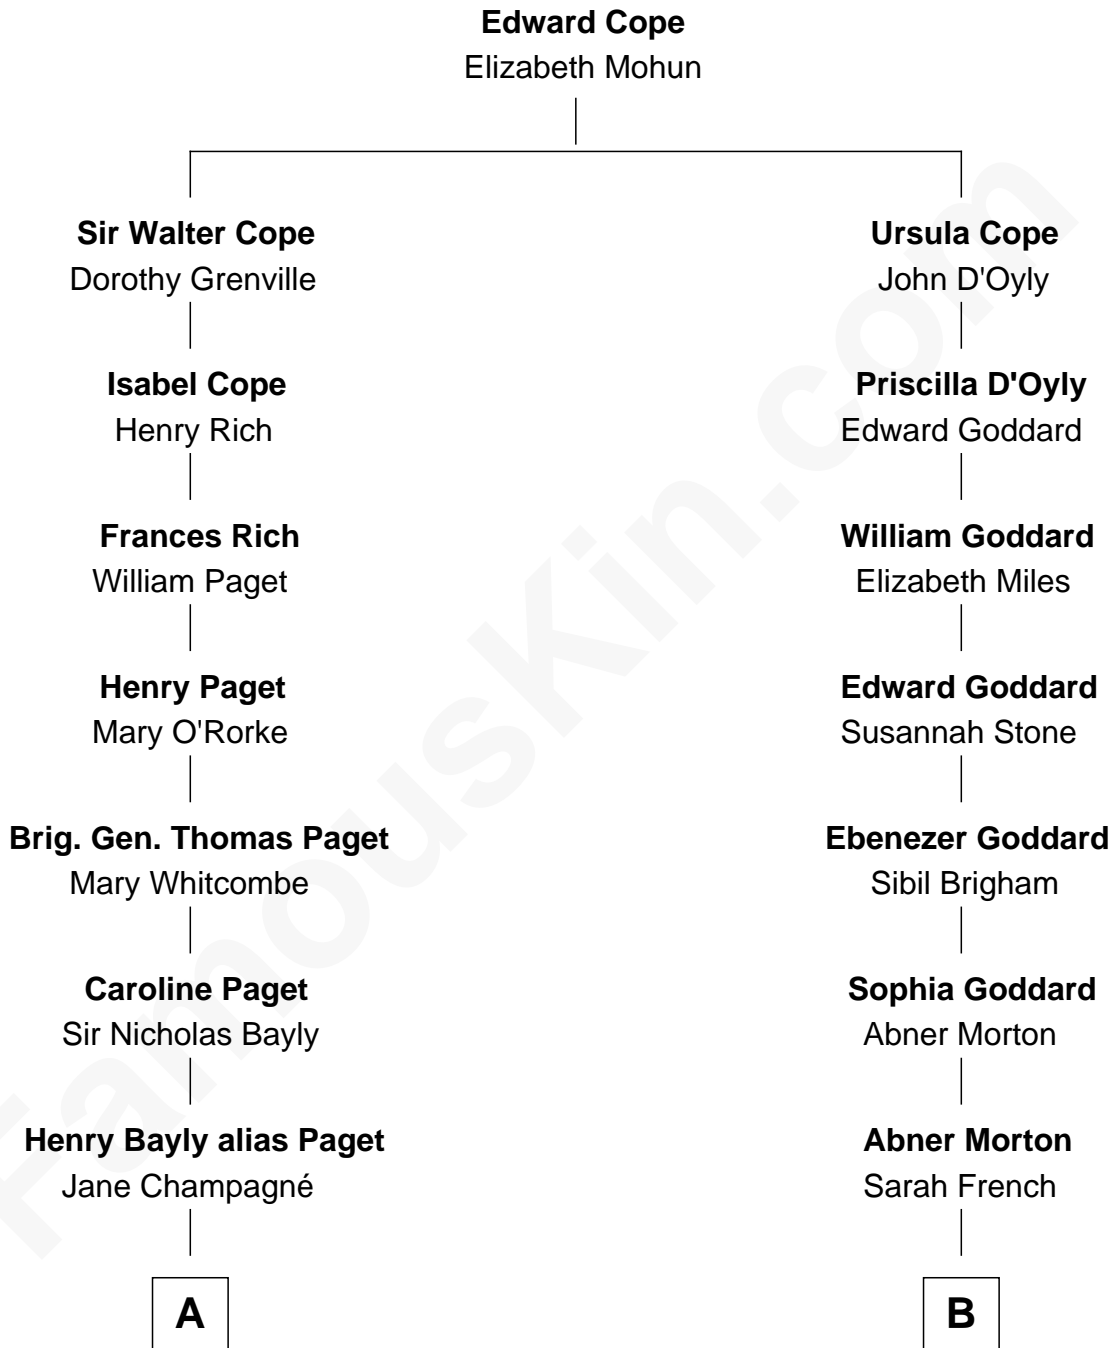 Edward Cope
Elizabeth Mohun
Sir Walter Cope
Dorothy Grenville
Ursula Cope
John D'Oyly
Isabel Cope
Henry Rich
Priscilla D'Oyly
Edward Goddard
Frances Rich
William Paget
William Goddard
Elizabeth Miles
Henry Paget
Mary O'Rorke
Edward Goddard
Susannah Stone
Brig. Gen. Thomas Paget
Mary Whitcombe
Ebenezer Goddard
Sibil Brigham
Caroline Paget
Sir Nicholas Bayly
Sophia Goddard
Abner Morton
Henry Bayly alias Paget
Jane Champagné
Abner Morton
Sarah French
A
B
FamousKin.com